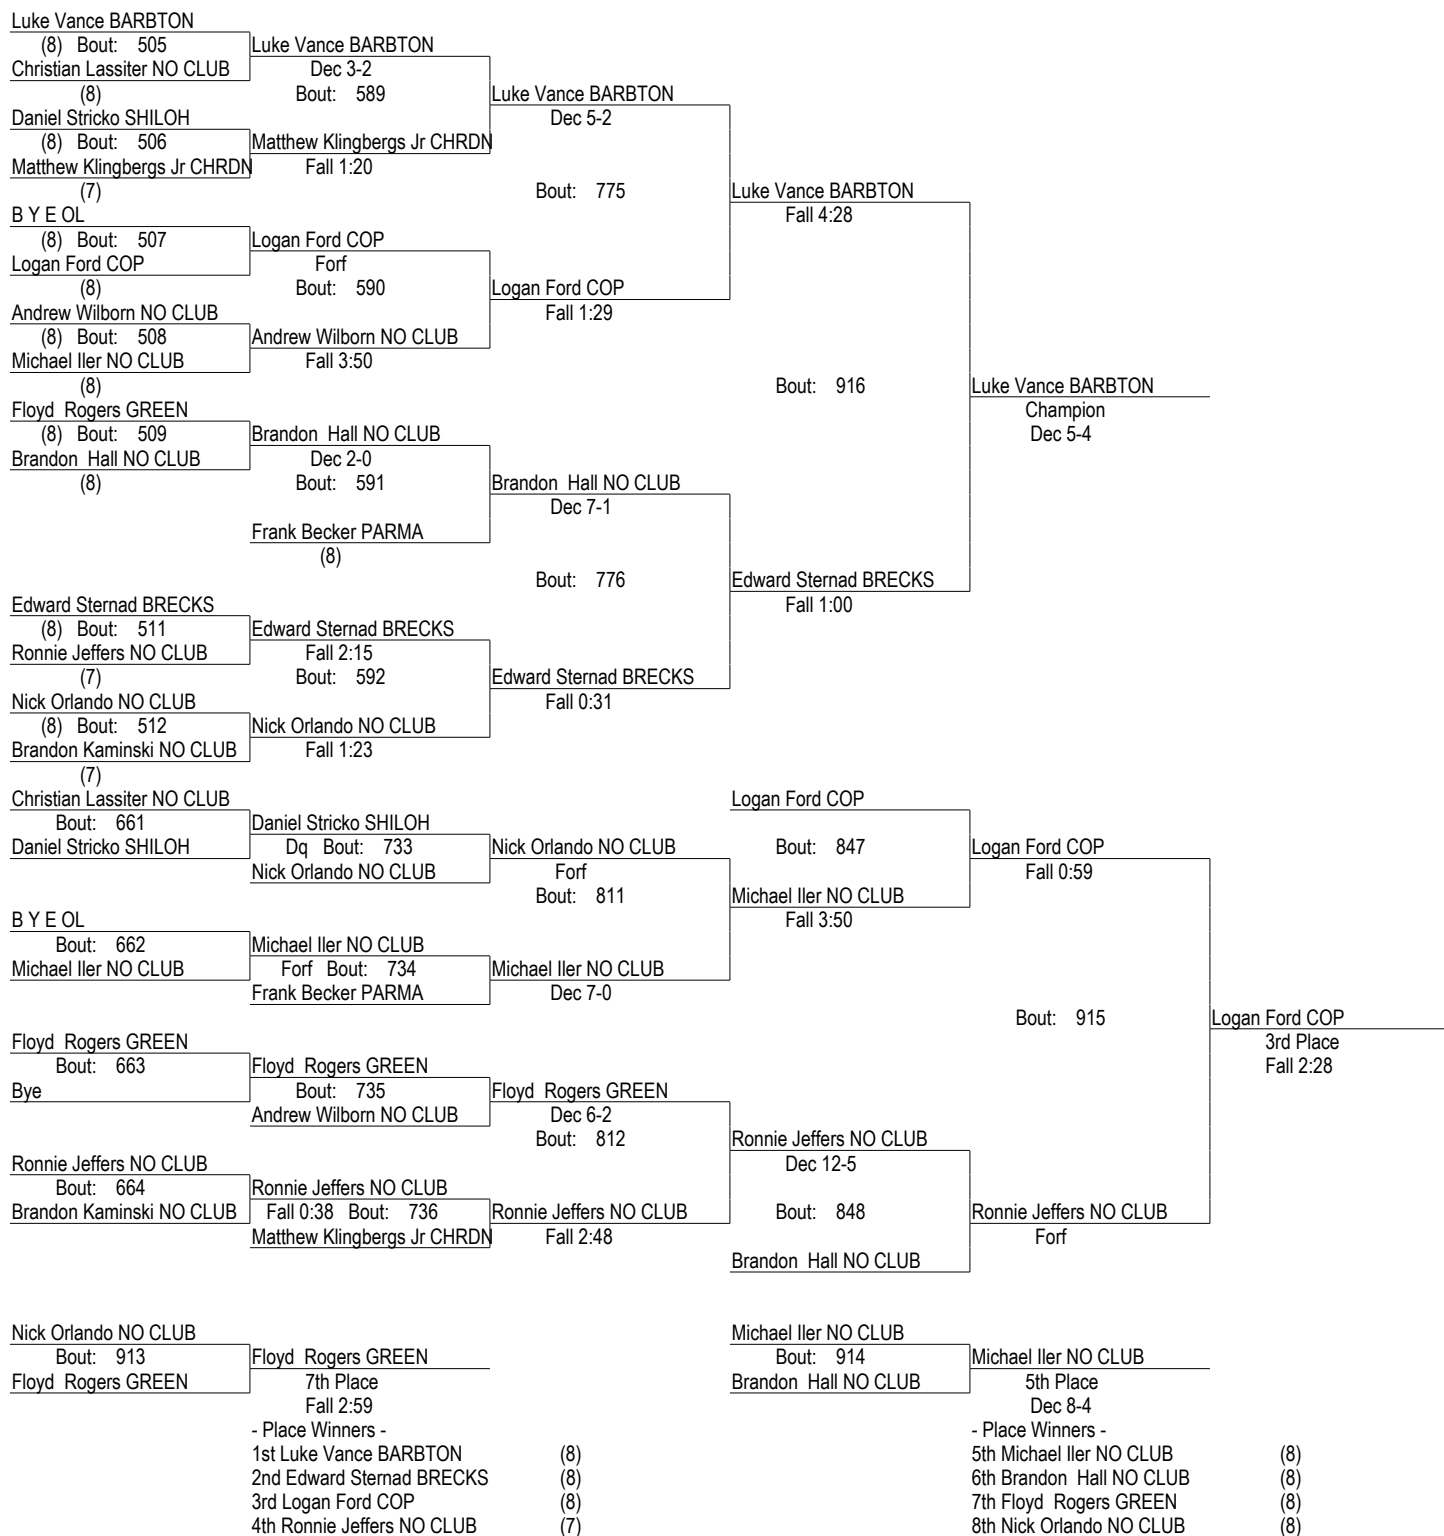 Luke Vance BARBTON
(8) Bout: 505 Luke Vance BARBTON
Christian Lassiter NO CLUB Dec 3-2
(8) Bout: 589 Luke Vance BARBTON
Daniel Stricko SHILOH Dec 5-2
(8) Bout: 506 Matthew Klingbergs Jr CHRDN
Matthew Klingbergs Jr CHRDN Fall 1:20
(7) Bout: 775 Luke Vance BARBTON
B Y E OL Fall 4:28
(8) Bout: 507 Logan Ford COP
Logan Ford COP Forf
(8) Bout: 590 Logan Ford COP
Andrew Wilborn NO CLUB Fall 1:29
(8) Bout: 508 Andrew Wilborn NO CLUB
Michael Iler NO CLUB Fall 3:50
(8) Bout: 916 Luke Vance BARBTON
Floyd Rogers GREEN Champion
(8) Bout: 509 Brandon Hall NO CLUB Dec 5-4
Brandon Hall NO CLUB Dec 2-0
(8) Bout: 591 Brandon Hall NO CLUB
Dec 7-1
Frank Becker PARMA
(8)
Bout: 776 Edward Sternad BRECKS
Edward Sternad BRECKS Fall 1:00
(8) Bout: 511 Edward Sternad BRECKS
Ronnie Jeffers NO CLUB Fall 2:15
(7) Bout: 592 Edward Sternad BRECKS
Nick Orlando NO CLUB Fall 0:31
(8) Bout: 512 Nick Orlando NO CLUB
Brandon Kaminski NO CLUB Fall 1:23
(7)
Christian Lassiter NO CLUB Logan Ford COP
Bout: 661 Daniel Stricko SHILOH
Daniel Stricko SHILOH Dq Bout: 733 Nick Orlando NO CLUB Bout: 847 Logan Ford COP
Nick Orlando NO CLUB Forf Fall 0:59
Bout: 811 Michael Iler NO CLUB
B Y E OL Fall 3:50
Bout: 662 Michael Iler NO CLUB
Michael Iler NO CLUB Forf Bout: 734 Michael Iler NO CLUB
Frank Becker PARMA Dec 7-0
Bout: 915 Logan Ford COP
Floyd Rogers GREEN 3rd Place
Bout: 663 Floyd Rogers GREEN Fall 2:28
Bye Bout: 735 Floyd Rogers GREEN
Andrew Wilborn NO CLUB Dec 6-2
Bout: 812 Ronnie Jeffers NO CLUB
Ronnie Jeffers NO CLUB Dec 12-5
Bout: 664 Ronnie Jeffers NO CLUB
Brandon Kaminski NO CLUB Fall 0:38 Bout: 736 Ronnie Jeffers NO CLUB Bout: 848 Ronnie Jeffers NO CLUB
Matthew Klingbergs Jr CHRDN Fall 2:48 Forf
Brandon Hall NO CLUB
Nick Orlando NO CLUB Michael Iler NO CLUB
Bout: 913 Floyd Rogers GREEN Bout: 914 Michael Iler NO CLUB
Floyd Rogers GREEN 7th Place Brandon Hall NO CLUB 5th Place
Fall 2:59 Dec 8-4
- Place Winners - - Place Winners -
1st Luke Vance BARBTON (8) 5th Michael Iler NO CLUB (8)
2nd Edward Sternad BRECKS (8) 6th Brandon Hall NO CLUB (8)
3rd Logan Ford COP (8) 7th Floyd Rogers GREEN (8)
4th Ronnie Jeffers NO CLUB (7) 8th Nick Orlando NO CLUB (8)